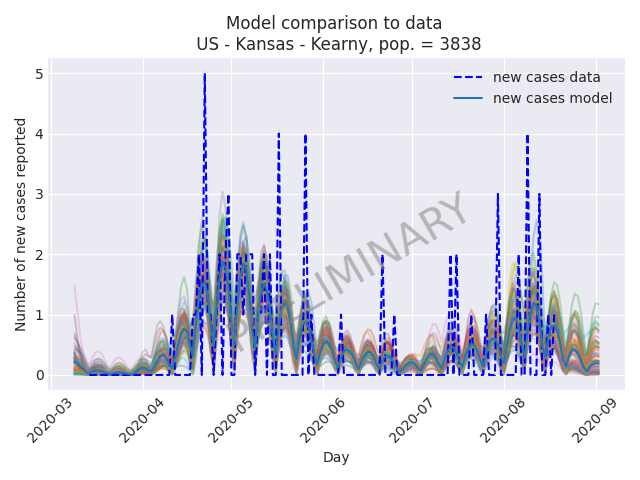 Model comparison to data
US - Kansas - Kearny, pop. = 3838
new cases data
new cases model
PRELIMINARY
Number of new cases reported
5
4
3
2
1
0
2020-03
2020-04
2020-05
2020-06
2020-07
2020-08
2020-09
Day